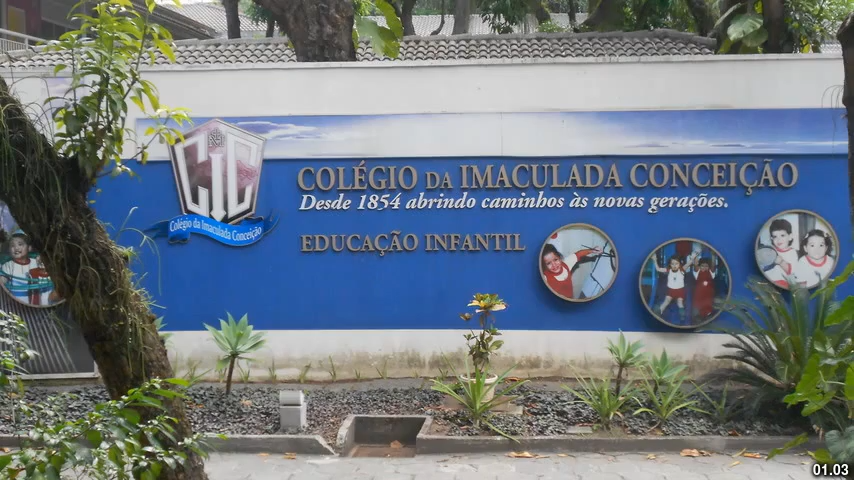 CIC
Colégio da Imaculada Conceição
COLÉGIO DA IMACULADA CONCEIÇÃO
Desde 1854 abrindo caminhos às novas gerações.
EDUCAÇÃO INFANTIL
01.03